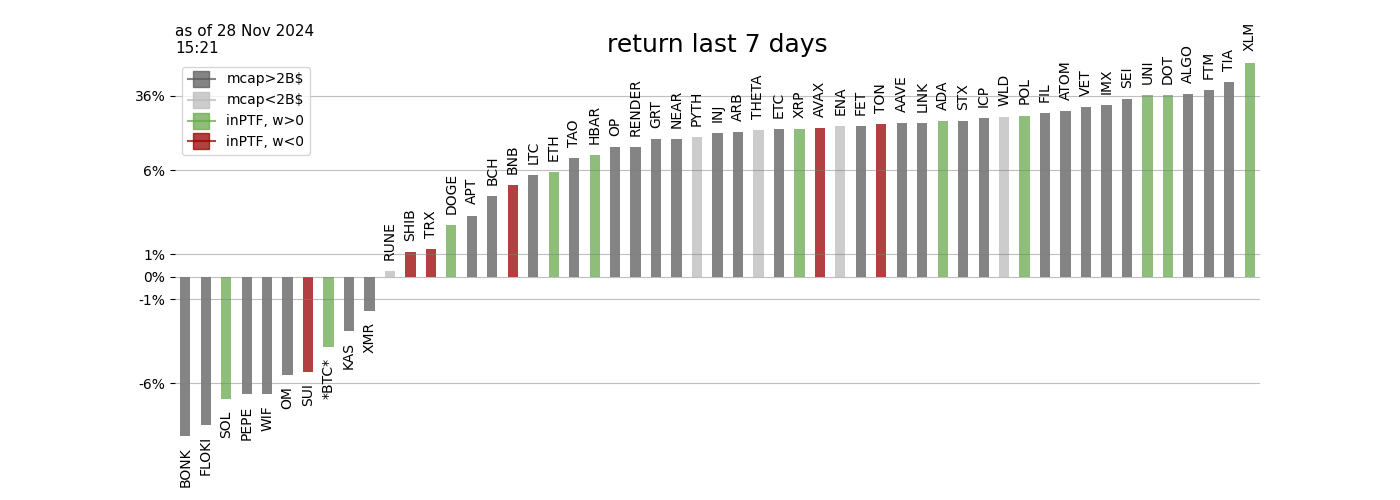 as of 28 Nov 2024
15:21
return last 7 days
mcap>2B$
mcap<2B$
inPTF, w>0
inPTF, w<0
36%
6%
1%
0%
-1%
-6%
BONK
FLOKI
SOL
PEPE
WIF
OM
SUI
*BTC*
KAS
XMR
RUNE
SHIB
TRX
DOGE
APT
BCH
BNB
LTC
ETH
TAO
HBAR
OP
RENDER
GRT
NEAR
PYTH
INJ
ARB
THETA
ETC
XRP
AVAX
ENA
FET
TON
AAVE
LINK
ADA
STX
ICP
WLD
POL
FIL
ATOM
VET
IMX
SEI
UNI
DOT
ALGO
FTM
TIA
XLM